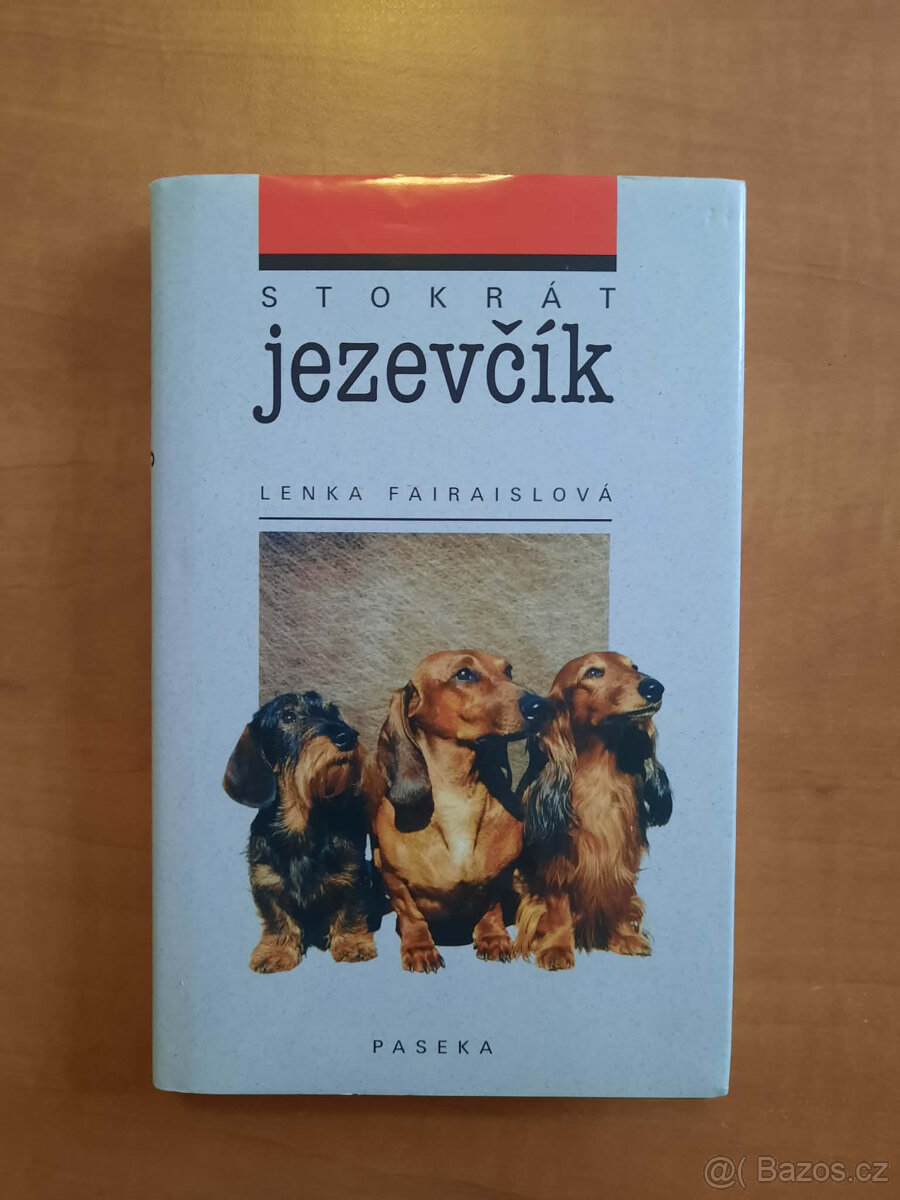 STOKRÁT
jezevčík
LENKA FAIRAISLOVÁ
PASEKA
@( Bazos.cz